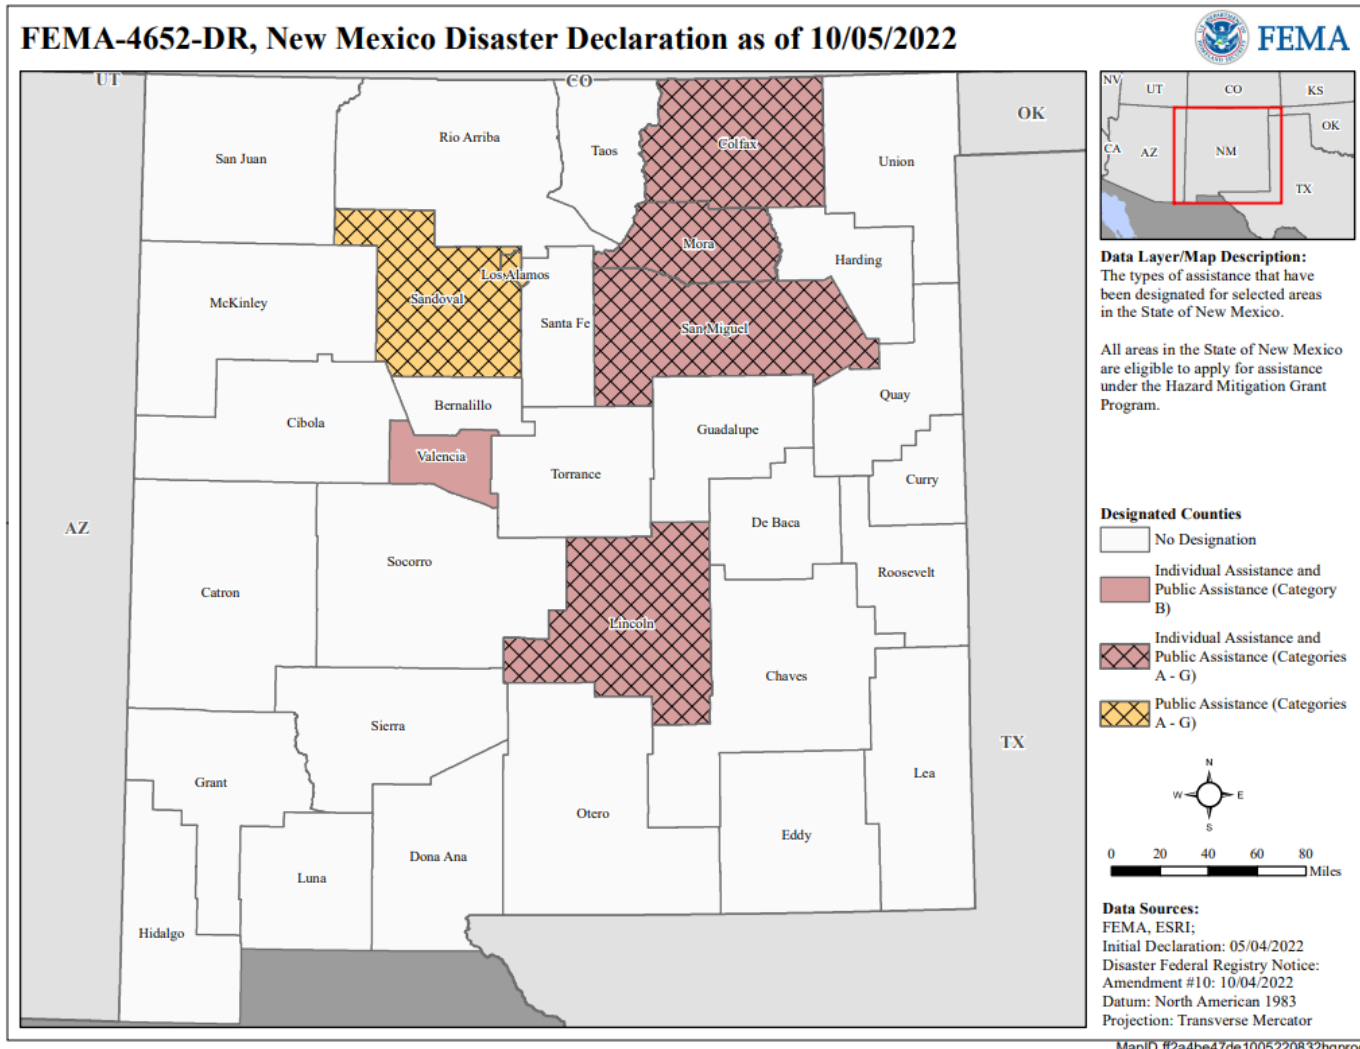 FEMA-4652-DR, New Mexico Disaster Declaration as of 10/05/2022
FEMA
UT
CO
OK
AZ
TX
San Juan
Rio Arriba
Taos
Colfax
Union
Mora
Harding
Los Alamos
Sandoval
McKinley
Santa Fe
San Miguel
Quay
Bernalillo
Cibola
Guadalupe
Valencia
Torrance
Curry
De Baca
Socorro
Roosevelt
Catron
Lincoln
Chaves
Sierra
Grant
Lea
Otero
Eddy
Dona Ana
Luna
Hidalgo
NV
UT
CO
KS
OK
CA
AZ
NM
TX
Data Layer/Map Description:
The types of assistance that have
been designated for selected areas
in the State of New Mexico.
All areas in the State of New Mexico
are eligible to apply for assistance
under the Hazard Mitigation Grant
Program.
Designated Counties
No Designation
Individual Assistance and
Public Assistance (Category
B)
Individual Assistance and
Public Assistance (Categories
A - G)
Public Assistance (Categories
A - G)
N
W
E
S
0 20 40 60 80
Miles
Data Sources:
FEMA, ESRI;
Initial Declaration: 05/04/2022
Disaster Federal Registry Notice:
Amendment #10: 10/04/2022
Datum: North American 1983
Projection: Transverse Mercator